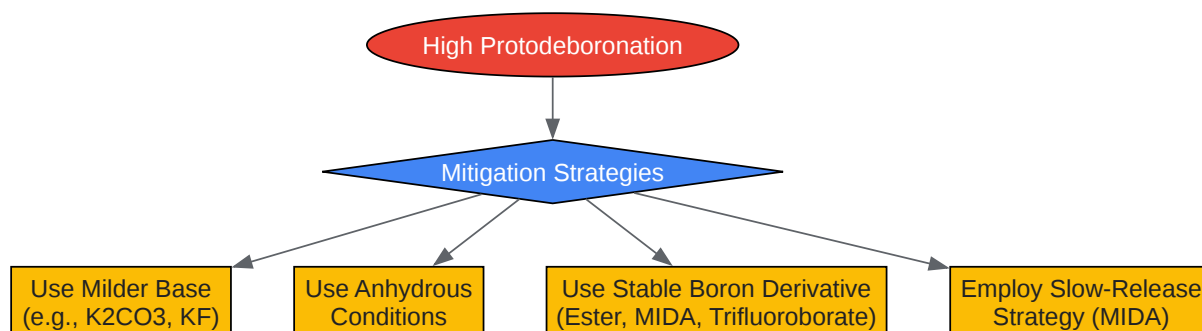 High Protodeboronation
Mitigation Strategies
Use Milder Base
(e.g., K2CO3, KF)
Use Anhydrous
Conditions
Use Stable Boron Derivative
(Ester, MIDA, Trifluoroborate)
Employ Slow-Release
Strategy (MIDA)